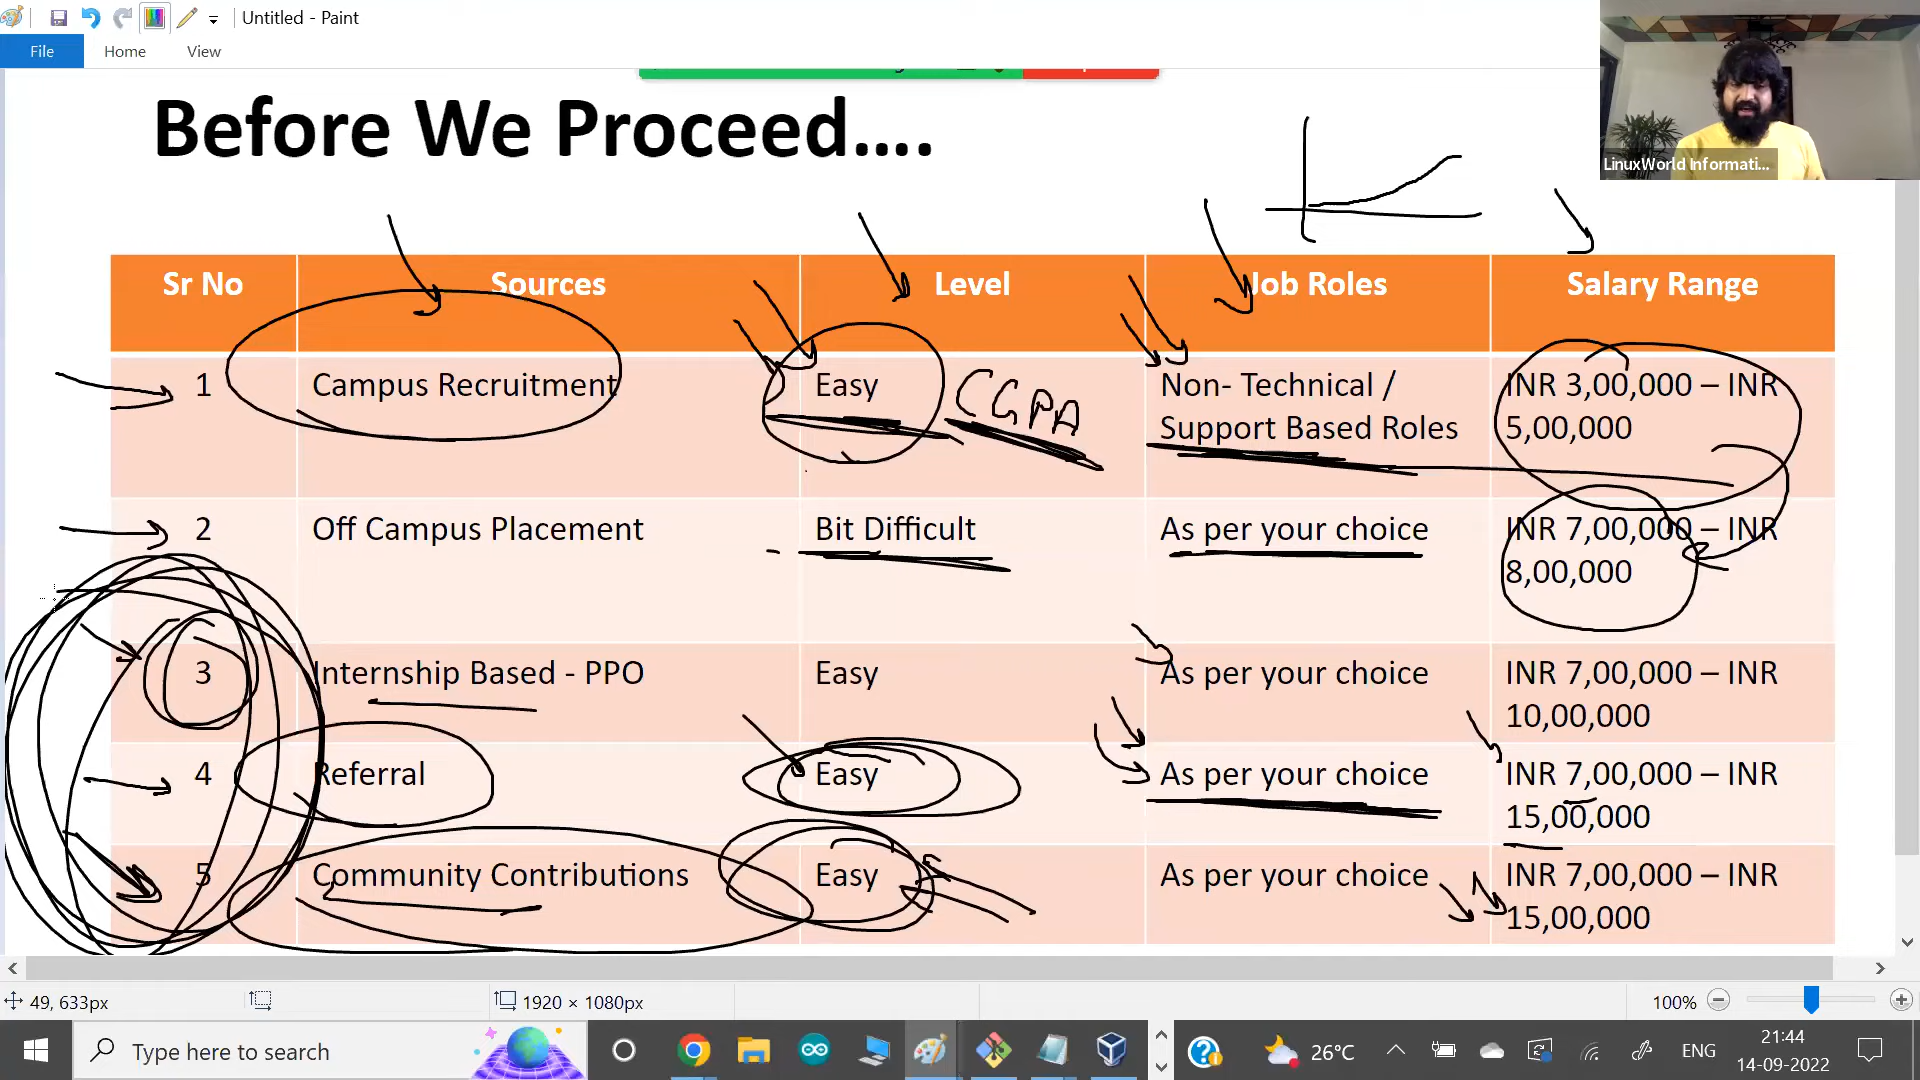 Untitled - Paint
File Home View
LinuxWorld Informati...
Before We Proceed....
Sr No Sources Level Job Roles Salary Range
1 Campus Recruitment Easy CGPA Non- Technical / INR 3,00,000 – INR
Support Based Roles 5,00,000
2 Off Campus Placement Bit Difficult As per your choice INR 7,00,000 – INR
8,00,000
3 Internship Based - PPO Easy As per your choice INR 7,00,000 – INR
10,00,000
4 Referral Easy As per your choice INR 7,00,000 – INR
15,00,000
5 Community Contributions Easy As per your choice INR 7,00,000 – INR
15,00,000
49, 633px 1920 × 1080px 100%
Type here to search 26°C ENG 21:44
14-09-2022